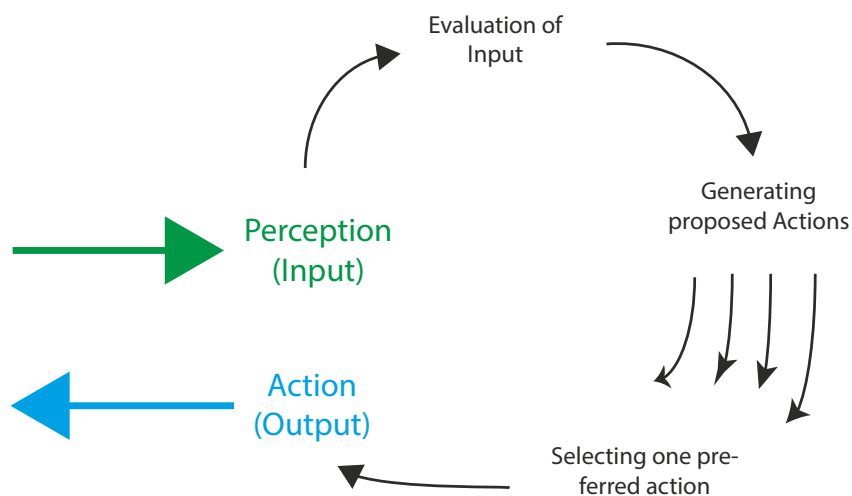 Evaluation of
Input
Generating
proposed Actions
Perception
(Input)
Action
(Output)
Selecting one pre-
ferred action